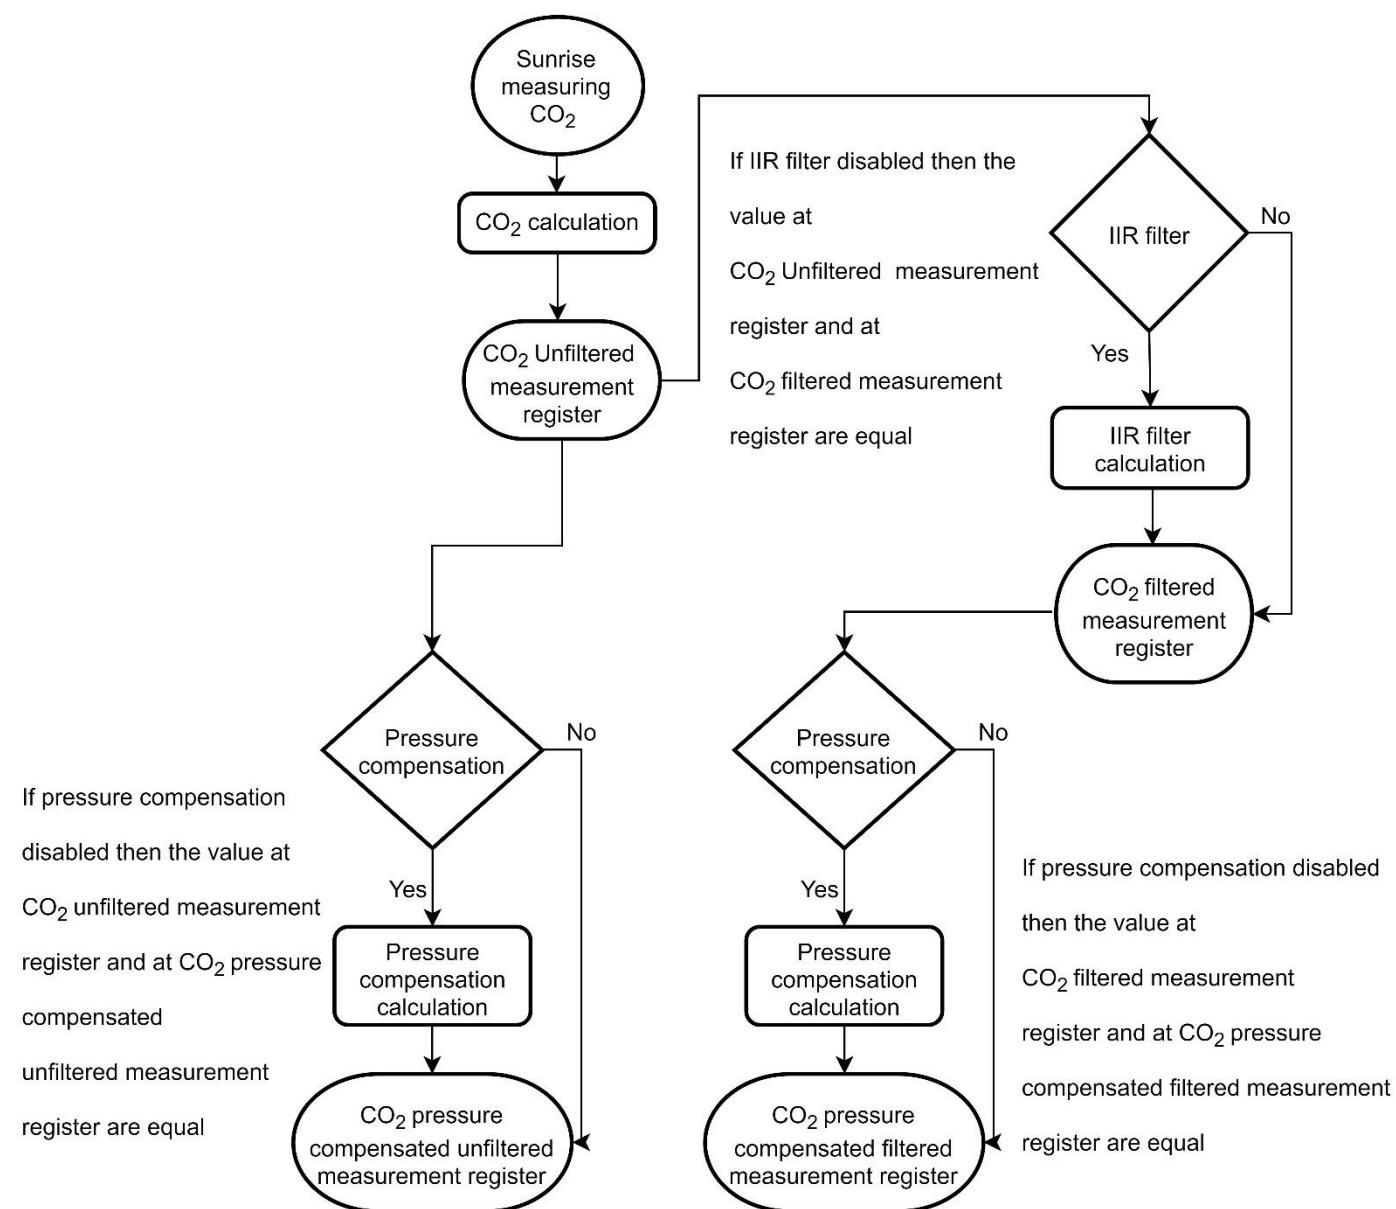 Sunrise
measuring
CO2
CO2 calculation
CO2 Unfiltered
measurement
register
If IIR filter disabled then the
value at
CO2 Unfiltered measurement
register and at
CO2 filtered measurement
register are equal
IIR filter
No
Yes
IIR filter
calculation
CO2 filtered
measurement
register
Pressure
compensation
No
Yes
Pressure
compensation
calculation
CO2 pressure
compensated unfiltered
measurement register
If pressure compensation
disabled then the value at
CO2 unfiltered measurement
register and at CO2 pressure
compensated
unfiltered measurement
register are equal
Pressure
compensation
No
Yes
Pressure
compensation
calculation
CO2 pressure
compensated filtered
measurement register
If pressure compensation disabled
then the value at
CO2 filtered measurement
register and at CO2 pressure
compensated filtered measurement
register are equal